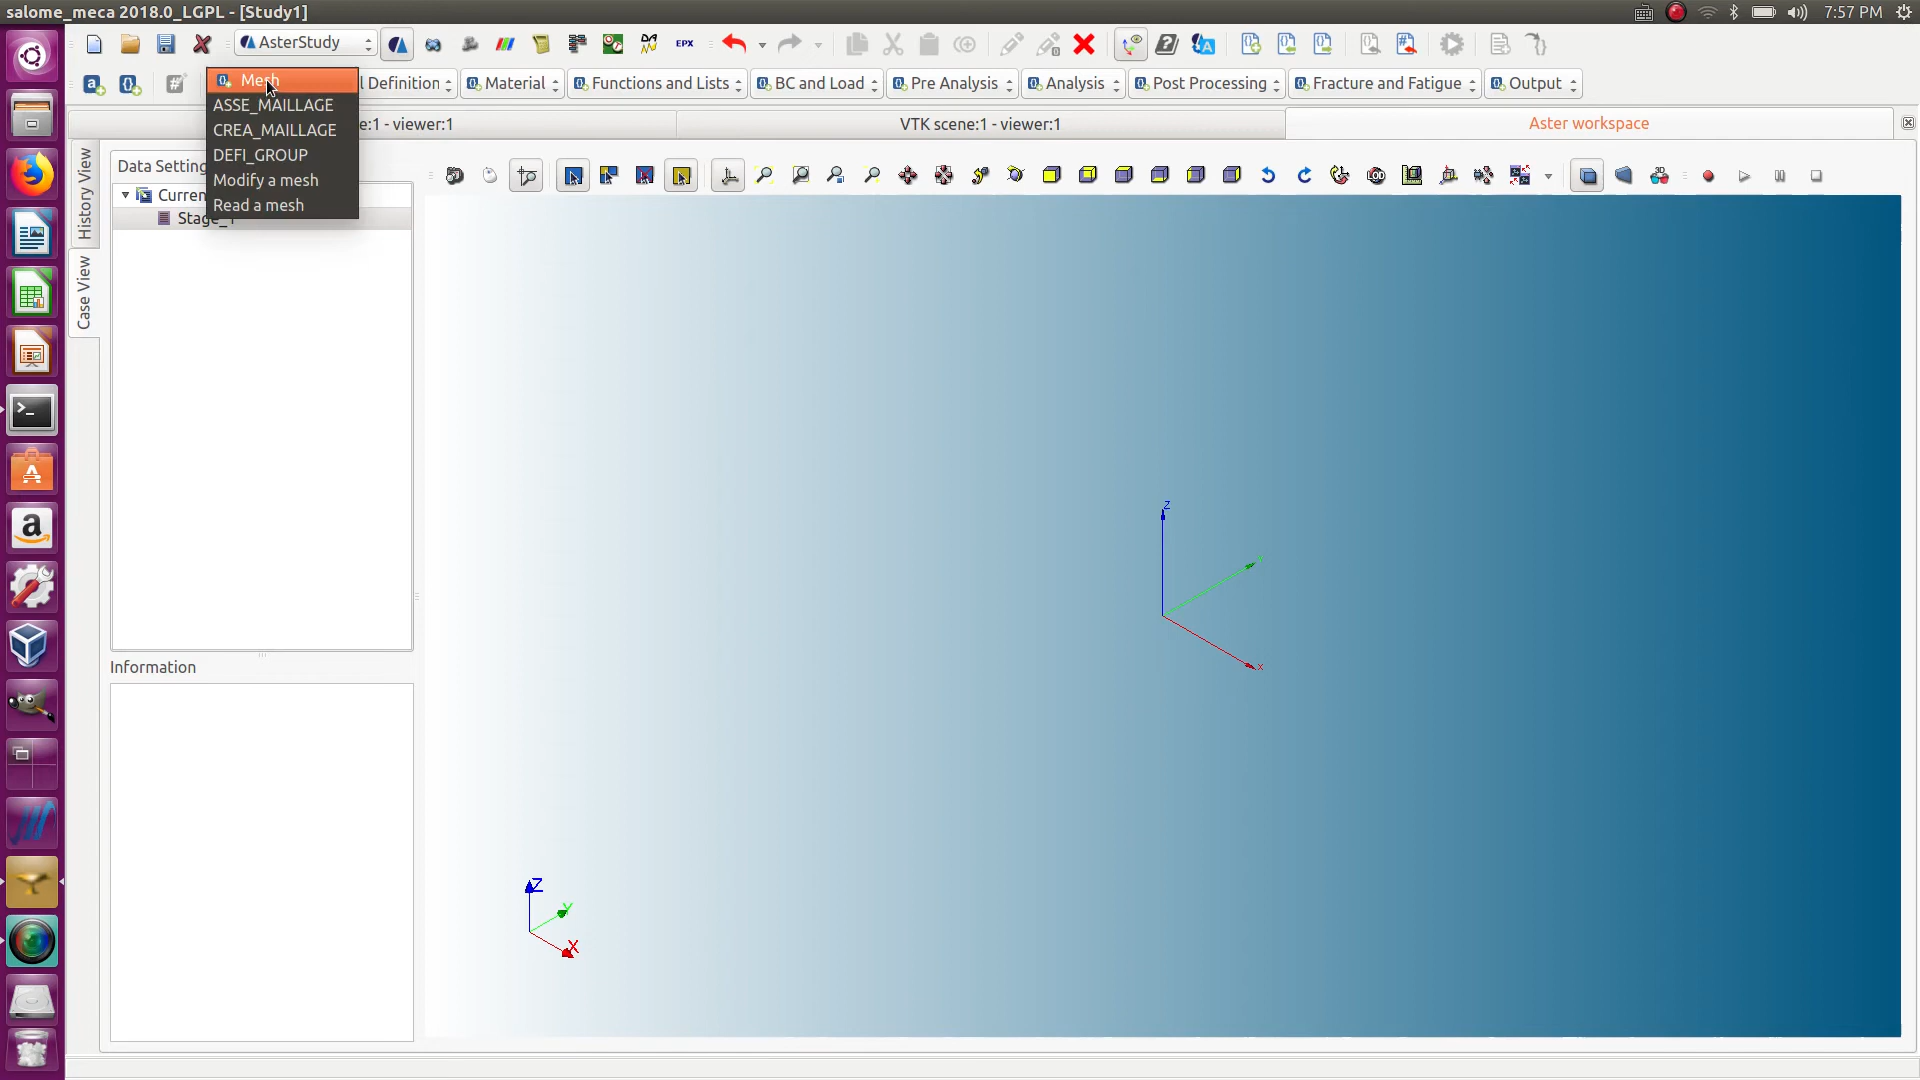 salome_meca 2018.0_LGPL - [Study1]
7:57 PM
AsterStudy
EPX
Mesh
l Definition
Material
Functions and Lists
BC and Load
Pre Analysis
Analysis
Post Processing
Fracture and Fatigue
Output
ASSE_MAILLAGE
CREA_MAILLAGE
DEFI_GROUP
Modify a mesh
Read a mesh
e:1 - viewer:1
VTK scene:1 - viewer:1
Aster workspace
History View
Case View
Data Setting
Curren
Stage_1
Information
Z
X
Z
Y
X